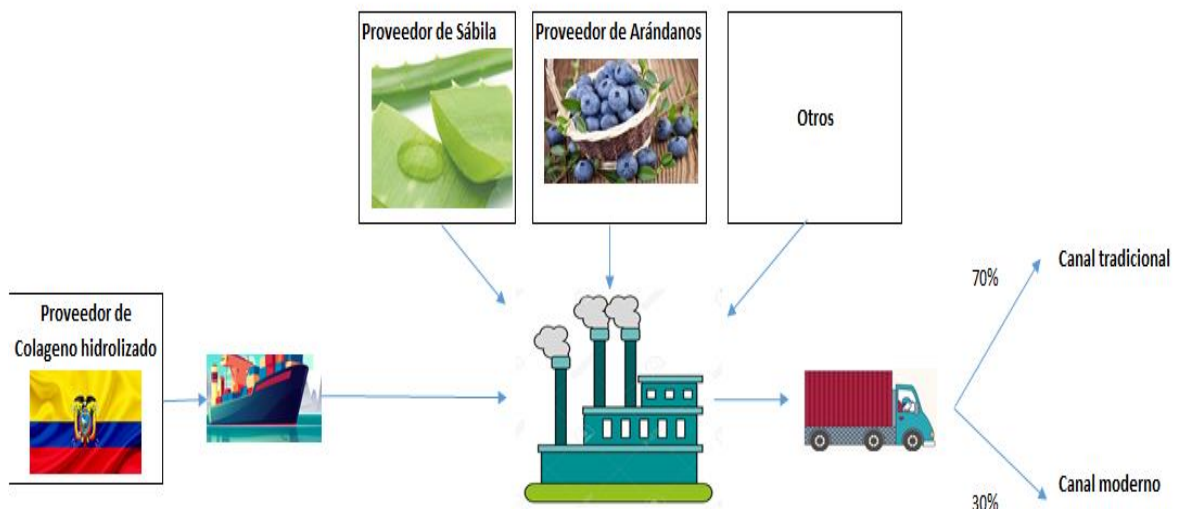 Proveedor de Sábila
Proveedor de Arándanos
Otros
Proveedor de
Colageno hidrolizado
70%
Canal tradicional
30%
Canal moderno